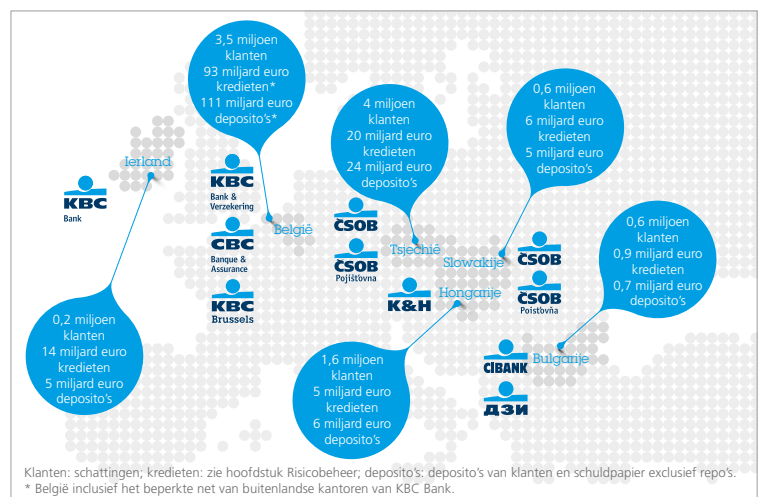 3,5 miljoen
klanten
93 miljard euro
kredieten*
111 miljard euro
deposito's*
4 miljoen
klanten
20 miljard euro
kredieten
24 miljard euro
deposito's
0,6 miljoen
klanten
6 miljard euro
kredieten
5 miljard euro
deposito's
Ierland
KBC
Bank
KBC
Bank &
Verzekering
CBC
Banque &
Assurance
KBC
Brussels
België
ČSOB
ČSOB
Pojišťovna
Tsjechië
Slowakije
ČSOB
ČSOB
Poisťovňa
K&H
Hongarije
0,6 miljoen
klanten
0,9 miljard euro
kredieten
0,7 miljard euro
deposito's
0,2 miljoen
klanten
14 miljard euro
kredieten
5 miljard euro
deposito's
1,6 miljoen
klanten
5 miljard euro
kredieten
6 miljard euro
deposito's
CIBANK
ДЗИ
Bulgarije
Klanten: schattingen; kredieten: zie hoofdstuk Risicobeheer; deposito's: deposito's van klanten en schuldpapier exclusief repo's.
* België inclusief het beperkte net van buitenlandse kantoren van KBC Bank.